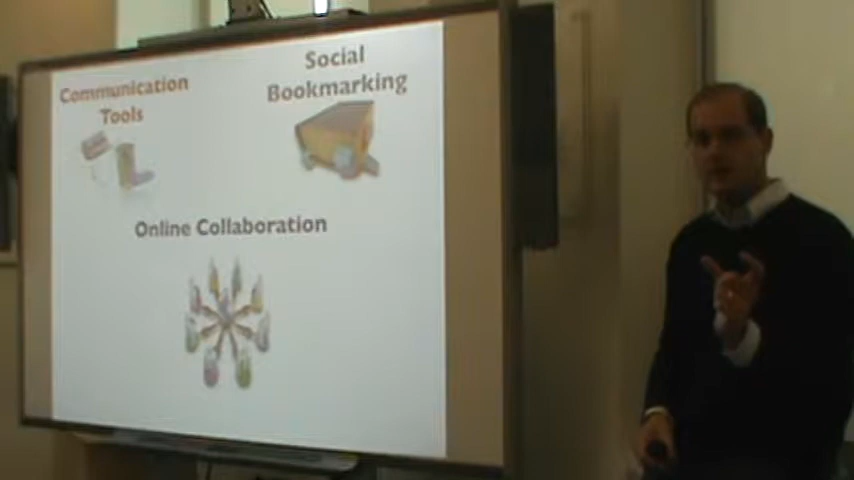 Communication
Tools
Social
Bookmarking
Online Collaboration